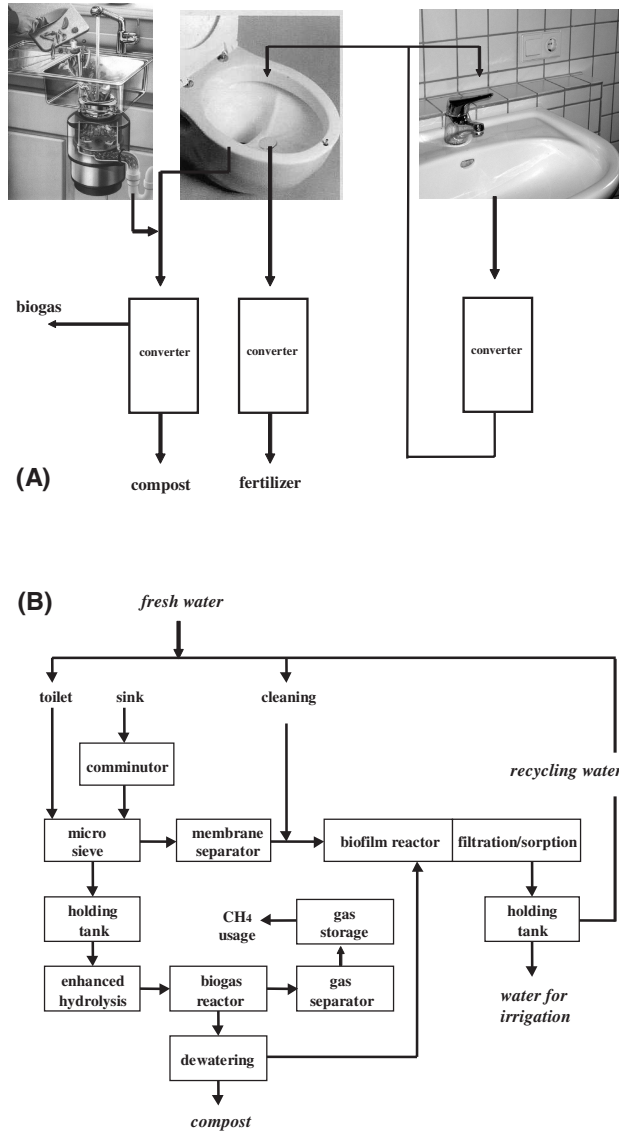 biogas
converter
converter
converter
(A)
compost
fertilizer
(B)
fresh water
toilet
sink
cleaning
comminutor
recycling water
micro
sieve
membrane
separator
biofilm reactor
filtration/sorption
holding
tank
CH4
usage
gas
storage
holding
tank
enhanced
hydrolysis
biogas
reactor
gas
separator
water for
irrigation
dewatering
compost